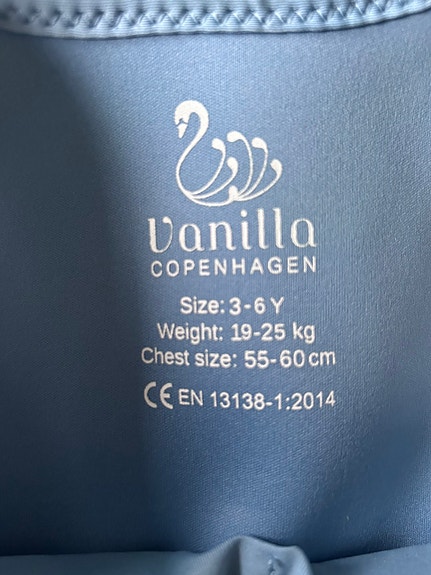 Vanilla
COPENHAGEN
Size: 3-6 Y
Weight: 19-25 kg
Chest size: 55-60 cm
CE EN 13138-1:2014